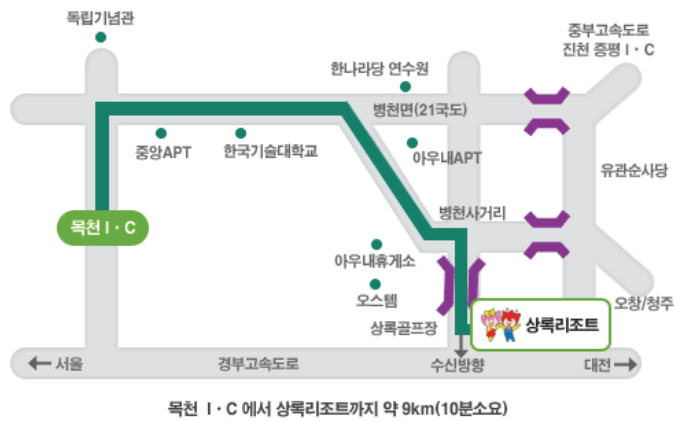 독립기념관
중부고속도로
진천 증평 I · C
한나라당 연수원
병천면(21국도)
중앙APT
한국기술대학교
아우내APT
유관순사당
목천 I · C
병천사거리
아우내휴게소
오스템
오창/청주
상록골프장
상록리조트
서울
경부고속도로
수신방향
대전
목천 I · C 에서 상록리조트까지 약 9km(10분소요)